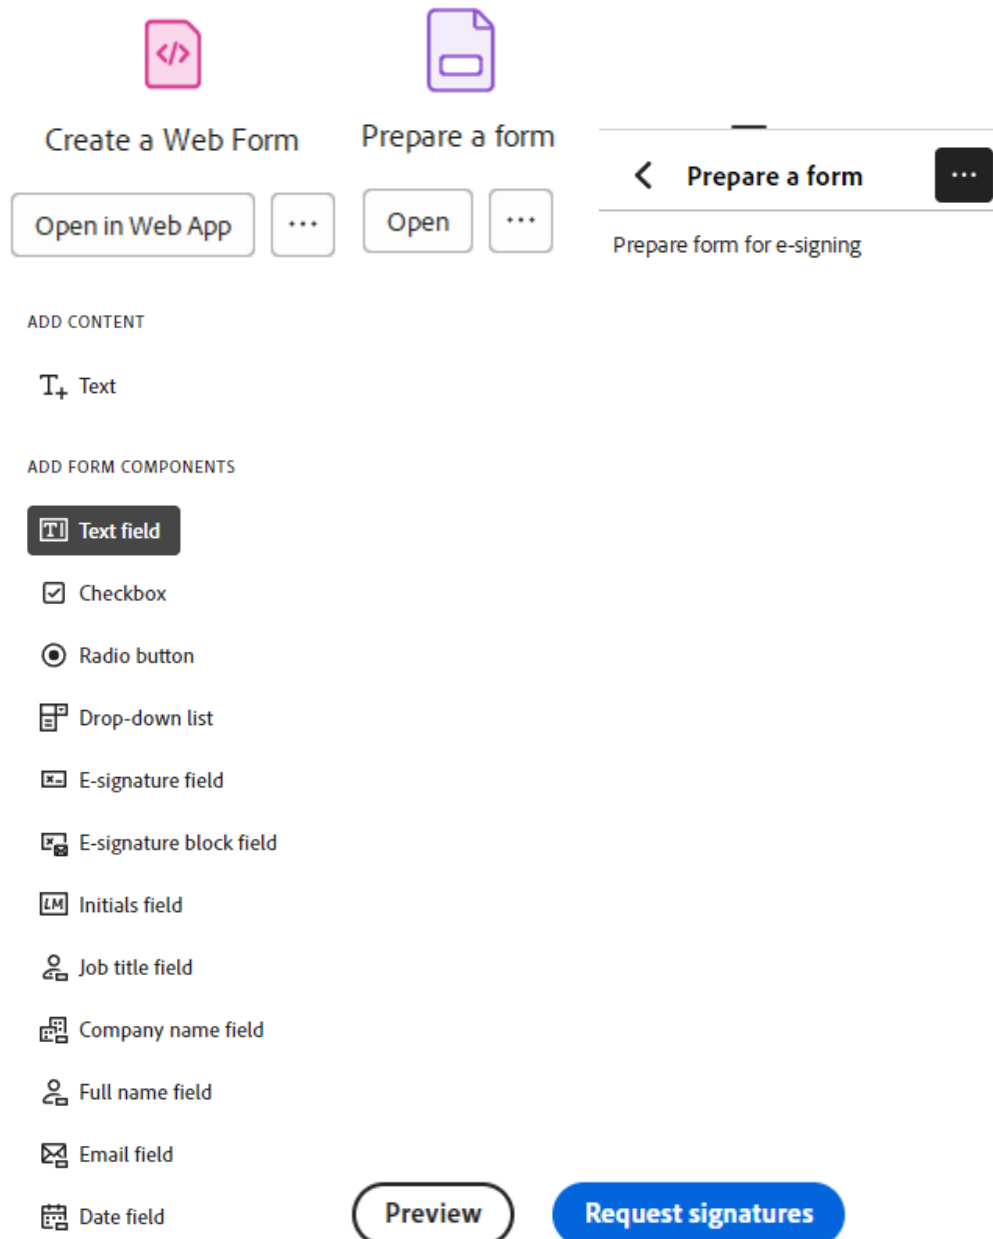 Create a Web Form
Open in Web App
...
Prepare a form
Open
...
Prepare a form
...
Prepare form for e-signing
ADD CONTENT
Text
ADD FORM COMPONENTS
Text field
Checkbox
Radio button
Drop-down list
E-signature field
E-signature block field
Initials field
Job title field
Company name field
Full name field
Email field
Date field
Preview
Request signatures